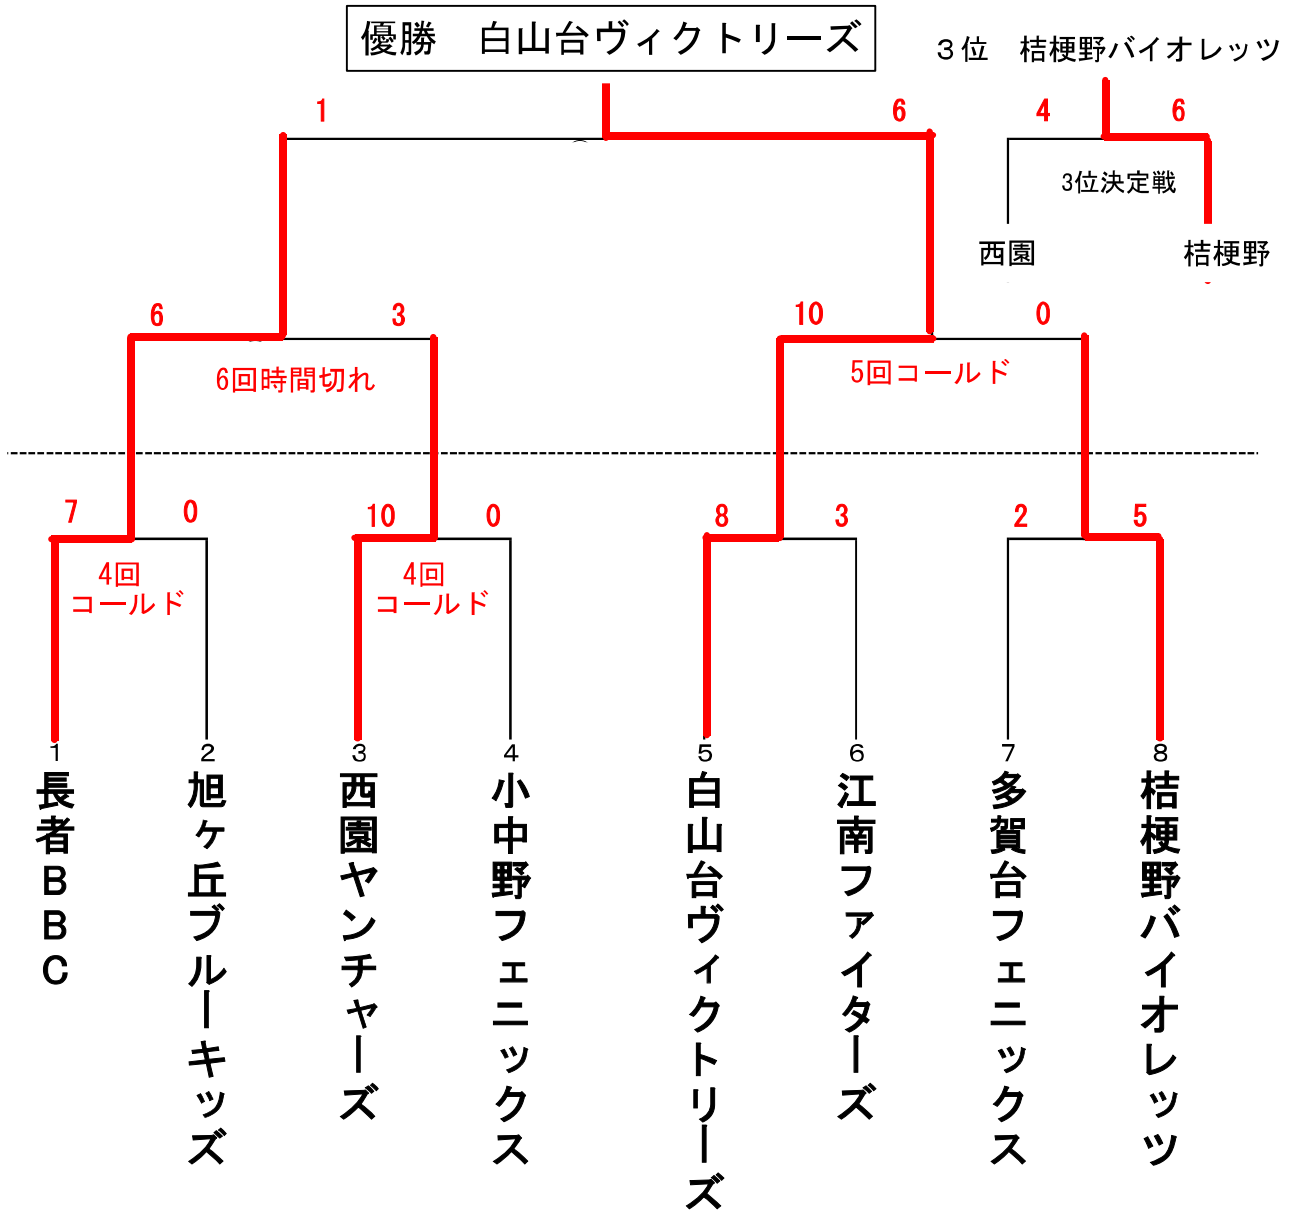 優勝　白山台ヴィクトリーズ
３位　桔梗野バイオレッツ
1
6
4
6
3位決定戦
西園
桔梗野
6
3
10
0
6回時間切れ
5回コールド
7
0
10
0
8
3
2
5
4回
コールド
4回
コールド
1
2
3
4
5
6
7
8
長者ＢＢＣ
旭ヶ丘ブルーキッズ
西園ヤンチャーズ
小中野フェニックス
白山台ヴィクトリーズ
江南ファイターズ
多賀台フェニックス
桔梗野バイオレッツ